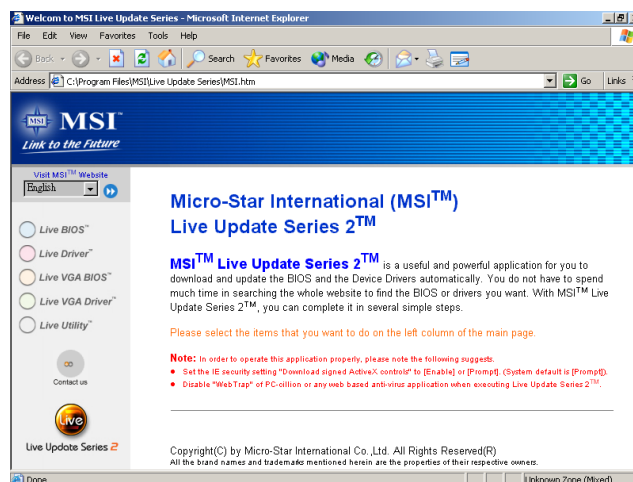 Welcom to MSI Live Update Series - Microsoft Internet Explorer
File Edit View Favorites Tools Help
Back Search Favorites Media
Address C:\Program Files\MSI\Live Update Series\MSI.htm Go Links
MSI MSI™
Link to the Future
Visit MSI™ Website
English
Live BIOS™
Live Driver™
Live VGA BIOS™
Live VGA Driver™
Live Utility™
Contact us
Live
Live Update Series 2
Micro-Star International (MSI™)
Live Update Series 2™
MSI™ Live Update Series 2™ is a useful and powerful application for you to
download and update the BIOS and the Device Drivers automatically. You do not have to spend
much time in searching the whole website to find the BIOS or drivers you want. With MSI™ Live
Update Series 2™, you can complete it in several simple steps.
Please select the items that you want to do on the left column of the main page.
Note: In order to operate this application properly, please note the following suggests.
• Set the IE security setting "Download signed ActiveX controls" to [Enable] or [Prompt]. (System default is [Prompt]).
• Disable "WebTrap" of PC-cillion or any web based anti-virus application when executing Live Update Series 2™.
Copyright(C) by Micro-Star International Co.,Ltd. All Rights Reserved(R)
All the brand names and trademarks mentioned herein are the properties of their respective owners.
Done Unknown Zone (Mixed)